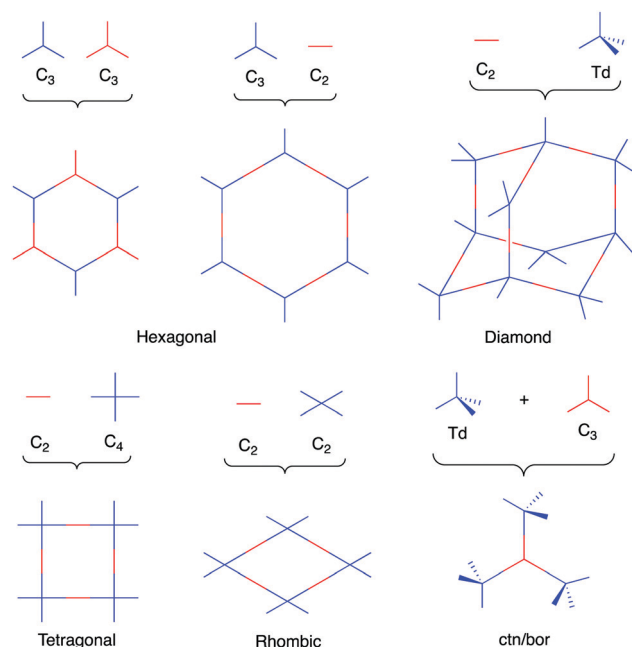 C3 C3 C3 C2 C2 Td
Hexagonal Diamond
C2 C4 C2 C2 Td + C3
Tetragonal Rhombic ctn/bor